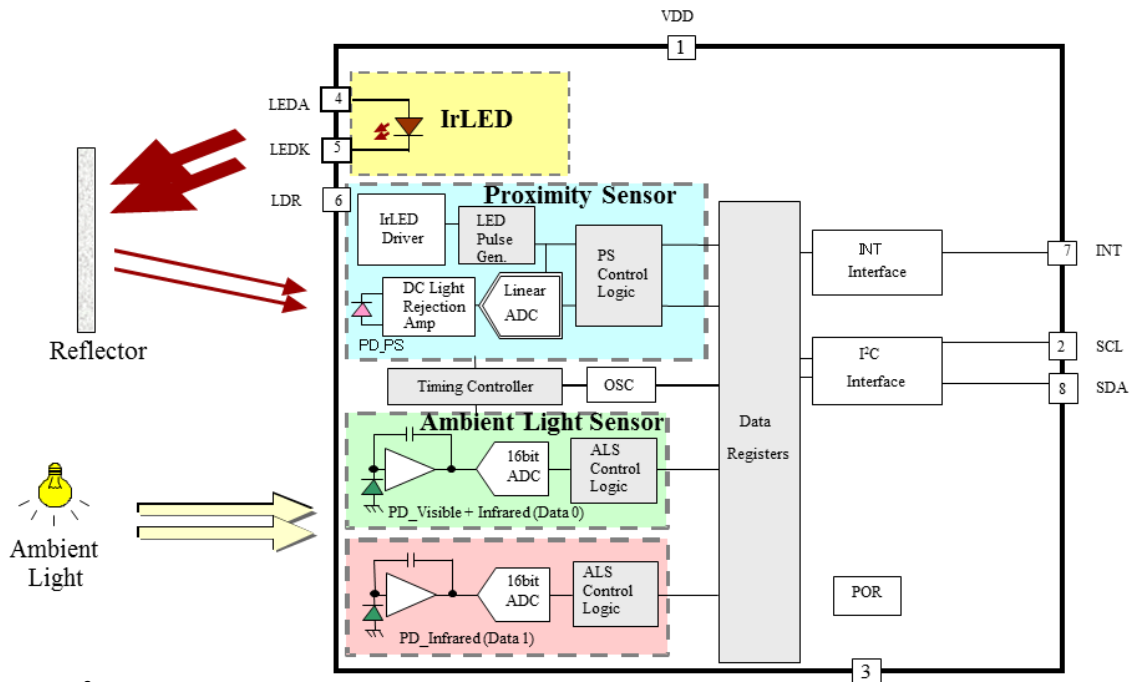 VDD
1
LEDA
4
IrLED
LEDK
5
LDR
6
Proximity Sensor
IrLED
Driver
LED
Pulse
Gen.
PS
Control
Logic
DC Light
Rejection
Amp
Linear
ADC
PD_PS
Reflector
INT
Interface
7
INT
I²C
Interface
2
SCL
8
SDA
Timing Controller
OSC
Data
Registers
Ambient Light Sensor
16bit
ADC
ALS
Control
Logic
PD_Visible + Infrared (Data 0)
Ambient
Light
16bit
ADC
ALS
Control
Logic
PD_Infrared (Data 1)
POR
3